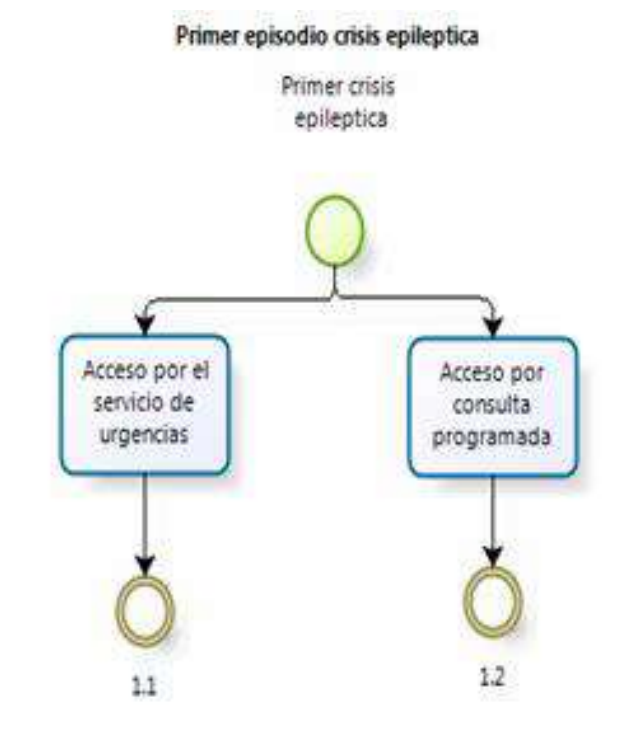 Primer episodio crisis epileptica
Primer crisis
epileptica
Acceso por el
servicio de
urgencias
Acceso por
consulta
programada
1.1
1.2